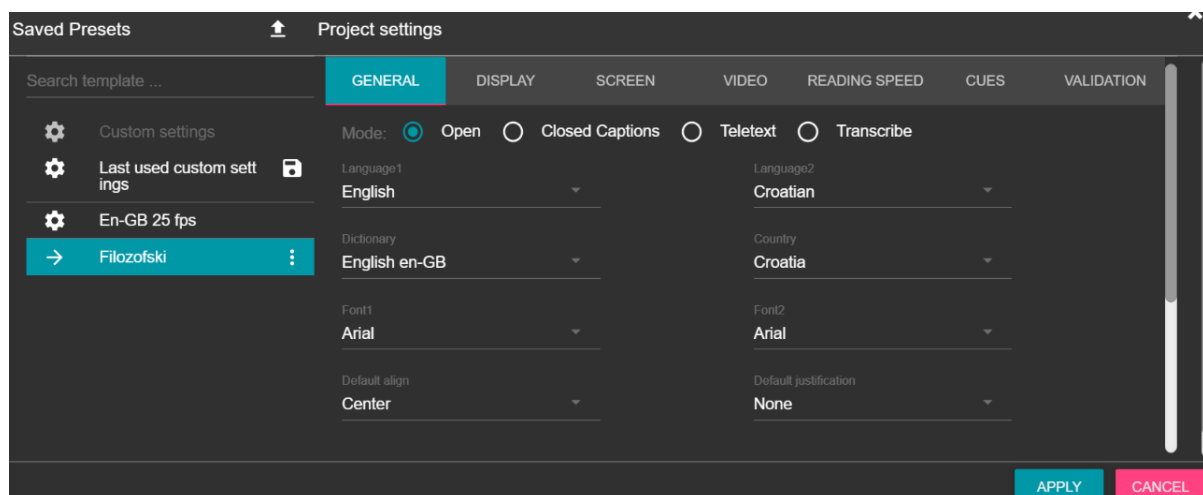 Saved Presets
Project settings
Search template ...
Custom settings
Last used custom sett
ings
En-GB 25 fps
Filozofski
GENERAL DISPLAY SCREEN VIDEO READING SPEED CUES VALIDATION
Mode: Open Closed Captions Teletext Transcribe
Language1 Language2
English Croatian
Dictionary Country
English en-GB Croatia
Font1 Font2
Arial Arial
Default align Default justification
Center None
APPLY CANCEL